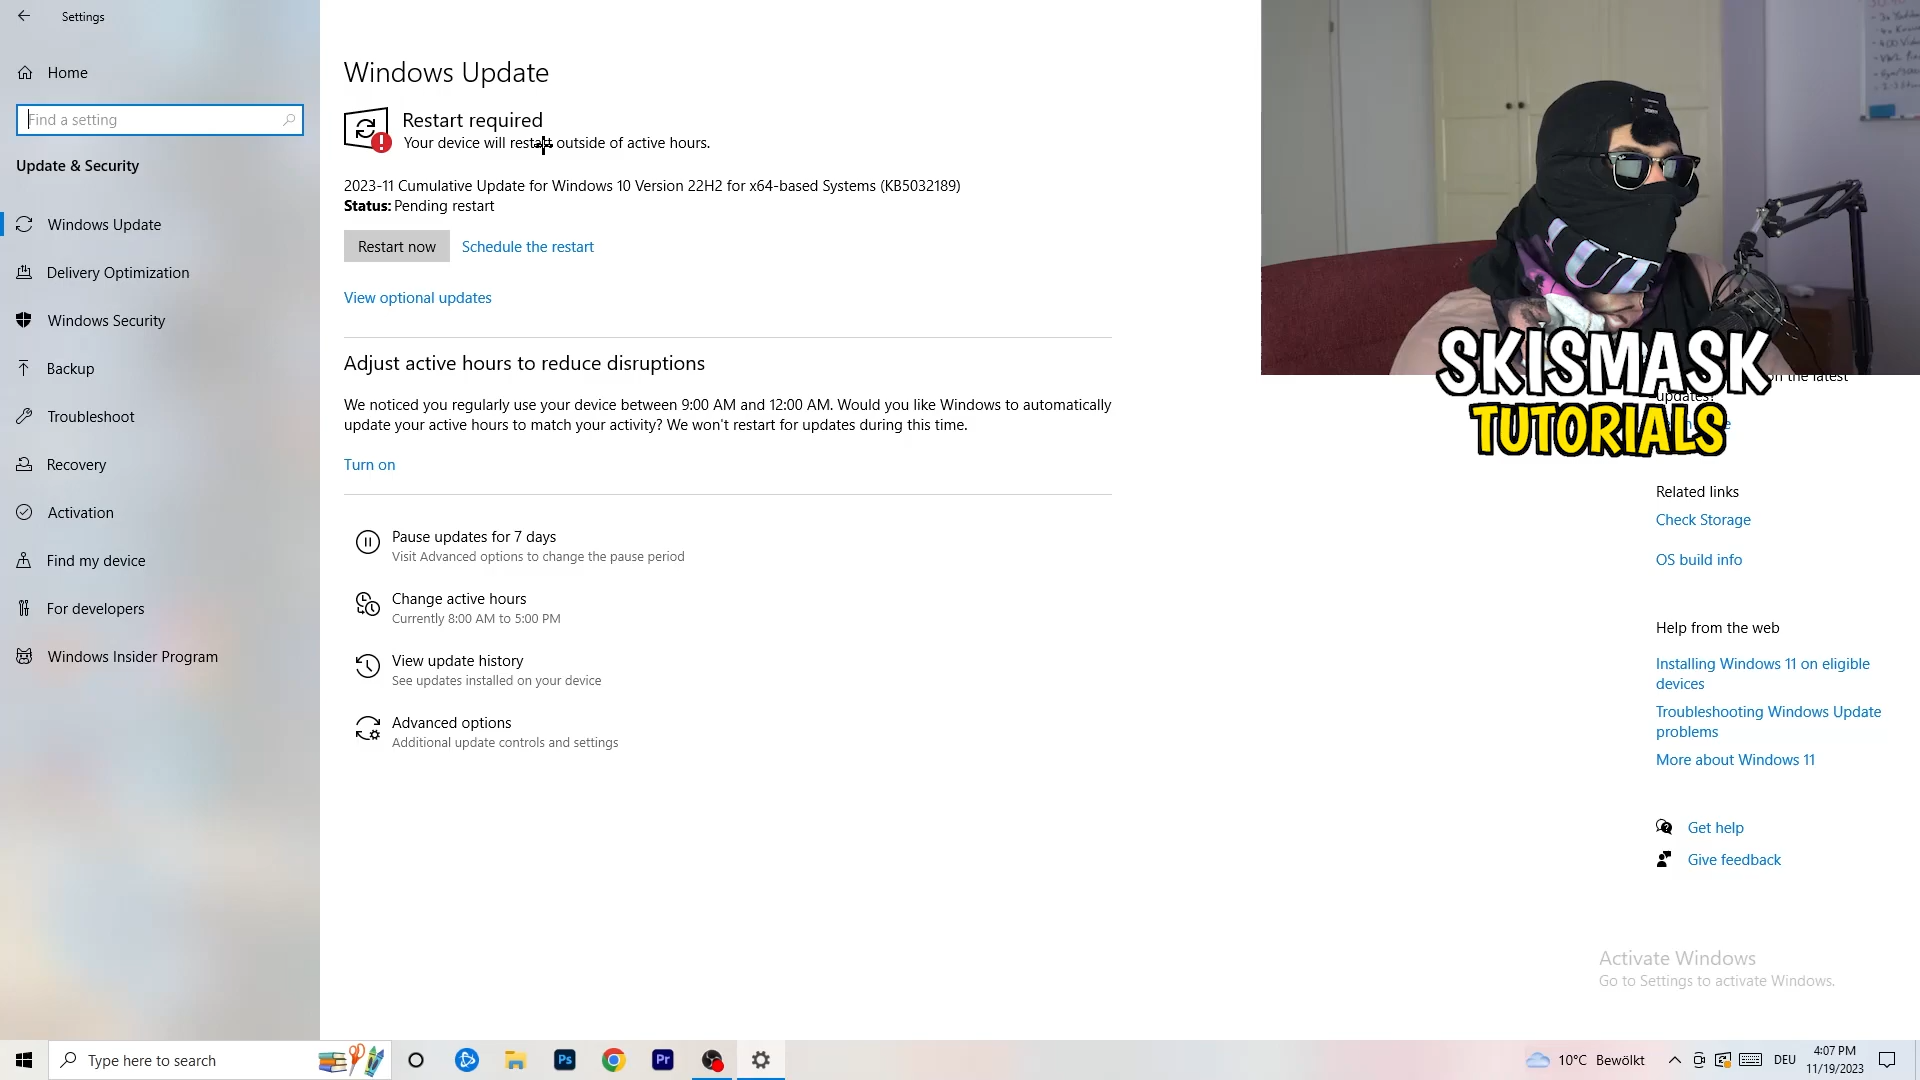 Settings
Home
Find a setting
Update & Security
Windows Update
Delivery Optimization
Windows Security
Backup
Troubleshoot
Recovery
Activation
Find my device
For developers
Windows Insider Program
Windows Update
Restart required
Your device will restart outside of active hours.
2023-11 Cumulative Update for Windows 10 Version 22H2 for x64-based Systems (KB5032189)
Status: Pending restart
Restart now Schedule the restart
View optional updates
Adjust active hours to reduce disruptions
We noticed you regularly use your device between 9:00 AM and 12:00 AM. Would you like Windows to automatically
update your active hours to match your activity? We won't restart for updates during this time.
Turn on
Pause updates for 7 days
Visit Advanced options to change the pause period
Change active hours
Currently 8:00 AM to 5:00 PM
View update history
See updates installed on your device
Advanced options
Additional update controls and settings
SKISMASK
TUTORIALS
on the latest
updates?
Related links
Check Storage
OS build info
Help from the web
Installing Windows 11 on eligible
devices
Troubleshooting Windows Update
problems
More about Windows 11
Get help
Give feedback
Activate Windows
Go to Settings to activate Windows.
Type here to search
Ps
Pr
10°C Bewölkt
DEU
4:07 PM
11/19/2023